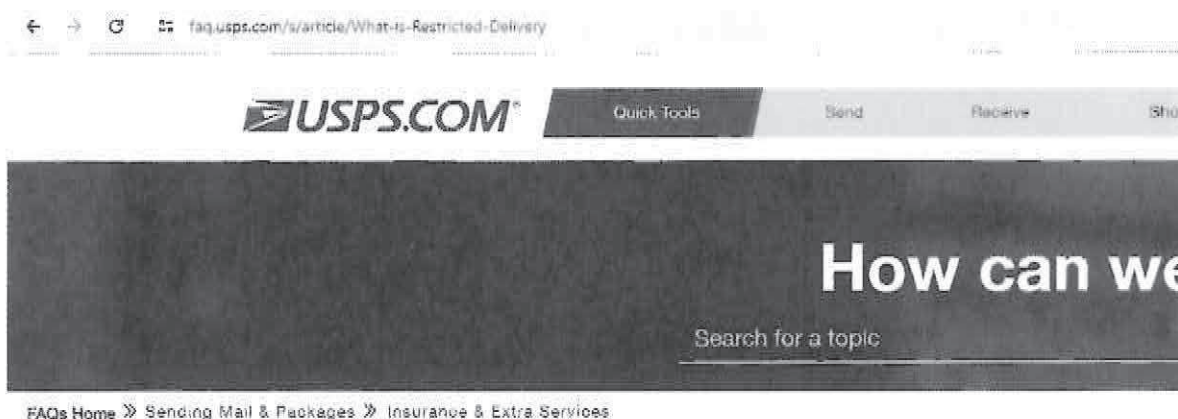 faq.usps.com/s/article/What-is-Restricted-Delivery
USPS.COM®
Quick Tools
Send
Receive
Sho
How can we
Search for a topic
FAQs Home » Sending Mail & Packages » Insurance & Extra Services